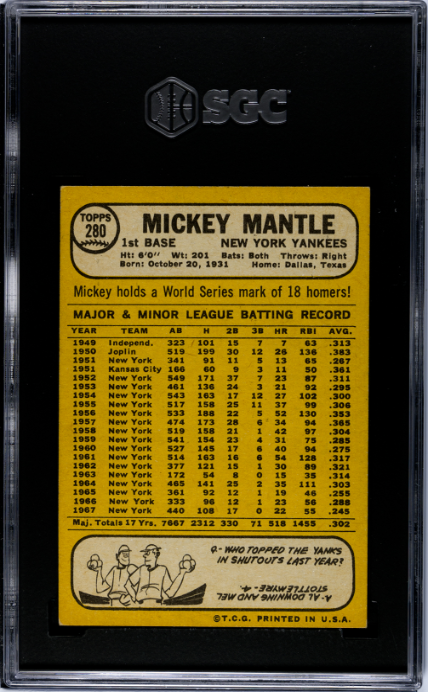 SGC
TOPPS
280
MICKEY MANTLE
1st BASE NEW YORK YANKEES
Ht: 6'0" Wt: 201 Bats: Both Throws: Right
Born: October 20, 1931 Home: Dallas, Texas
Mickey holds a World Series mark of 18 homers!
MAJOR & MINOR LEAGUE BATTING RECORD
YEAR TEAM AB H 2B 3B HR RBI AVG.
1949 Independ. 323 101 15 7 7 63 .313
1950 Joplin 519 199 30 12 26 136 .383
1951 New York 341 91 11 5 13 65 .267
1951 Kansas City 166 60 9 3 11 50 .361
1952 New York 549 171 37 7 23 87 .311
1953 New York 461 136 24 3 21 92 .295
1954 New York 543 163 17 12 27 102 .300
1955 New York 517 158 25 11 37 99 .306
1956 New York 533 188 22 5 52 130 .353
1957 New York 474 173 28 6 34 94 .365
1958 New York 519 158 21 1 42 97 .304
1959 New York 541 154 23 4 31 75 .285
1960 New York 527 145 17 6 40 94 .275
1961 New York 514 163 16 6 54 128 .317
1962 New York 377 121 15 1 30 89 .321
1963 New York 172 54 8 0 15 35 .314
1964 New York 465 141 25 2 35 111 .303
1965 New York 361 92 12 1 19 46 .255
1966 New York 333 96 12 1 23 56 .288
1967 New York 440 108 17 0 22 55 .245
Maj. Totals 17 Yrs. 7667 2312 330 71 518 1455 .302
Q- WHO TOPPED THE YANKS
IN SHUTOUTS LAST YEAR?
A- AL DOWNING AND MEL
STOTTLEMYRE - 4.
©T.C.G. PRINTED IN U.S.A.